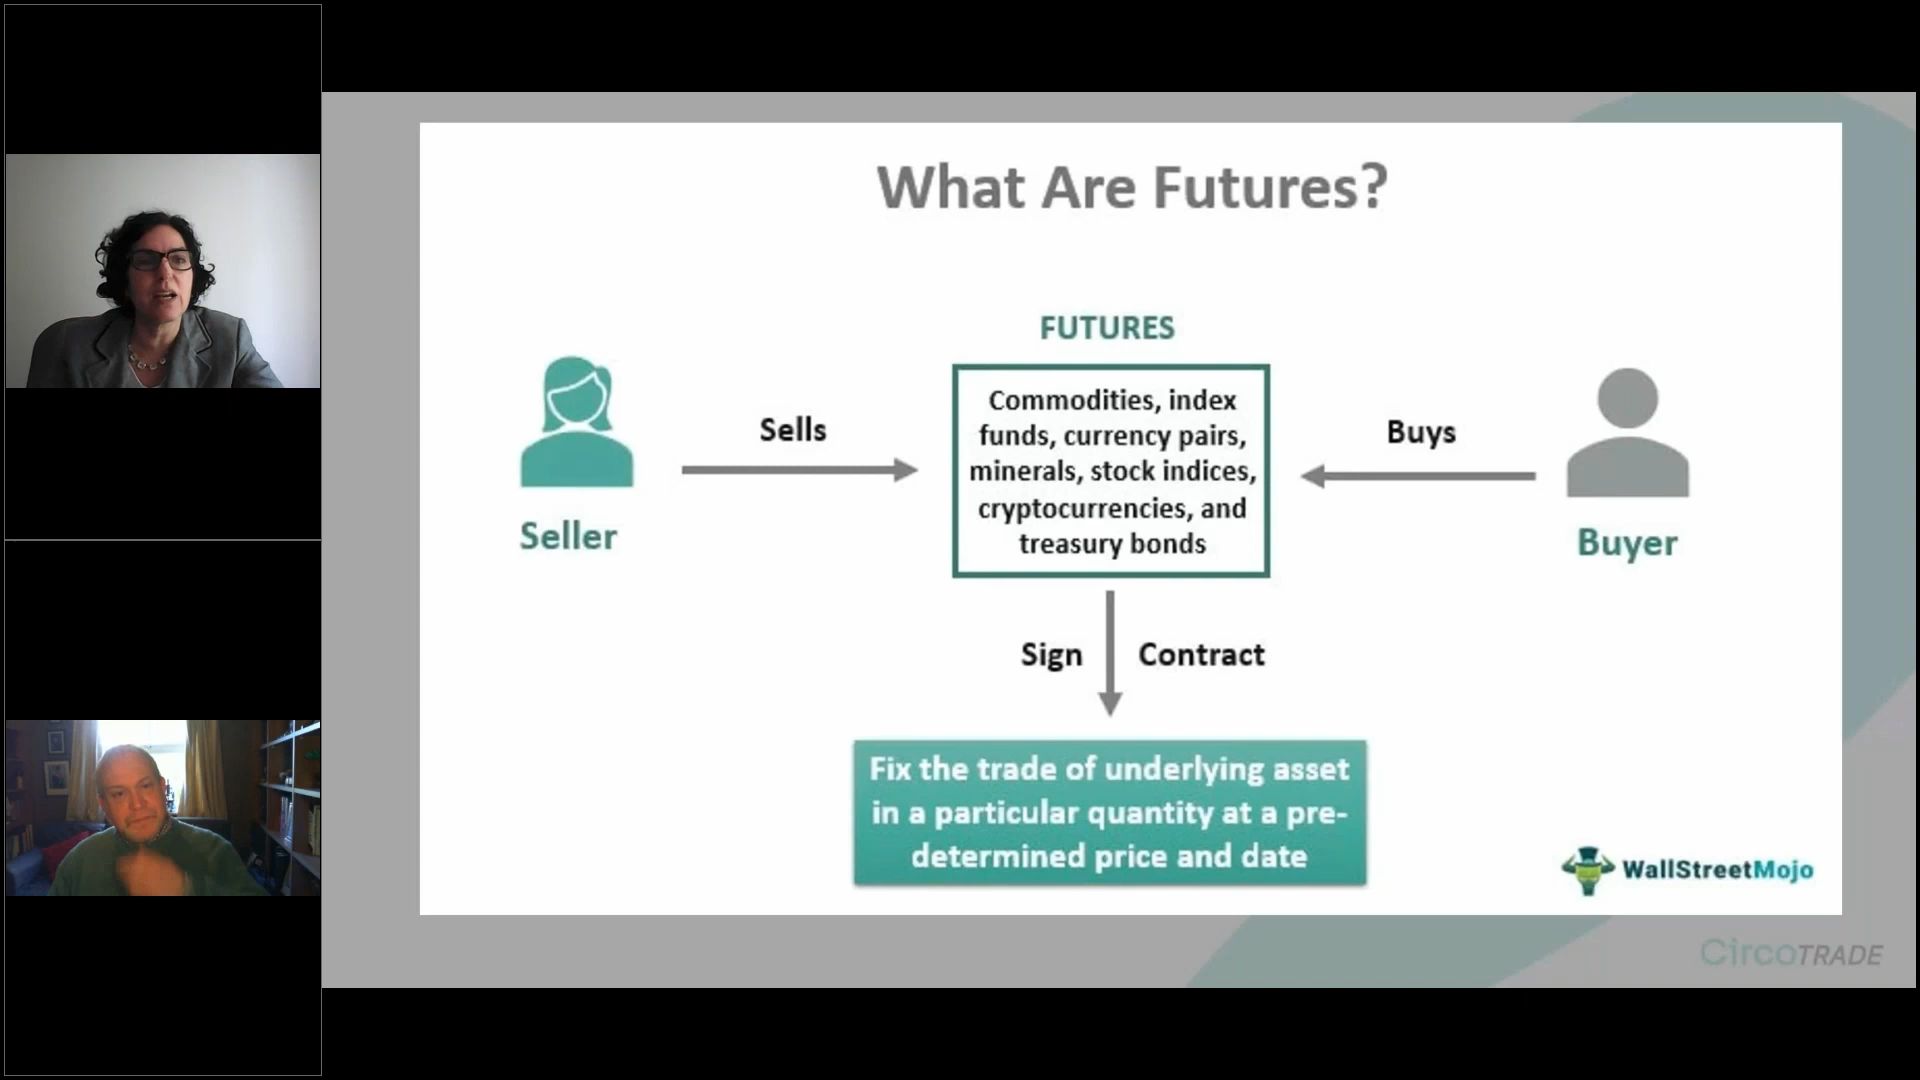 What Are Futures?
FUTURES
Commodities, index
funds, currency pairs,
minerals, stock indices,
cryptocurrencies, and
treasury bonds
Sells
Buys
Seller
Buyer
Sign Contract
Fix the trade of underlying asset
in a particular quantity at a pre-
determined price and date
WallStreetMojo
CircoTRADE